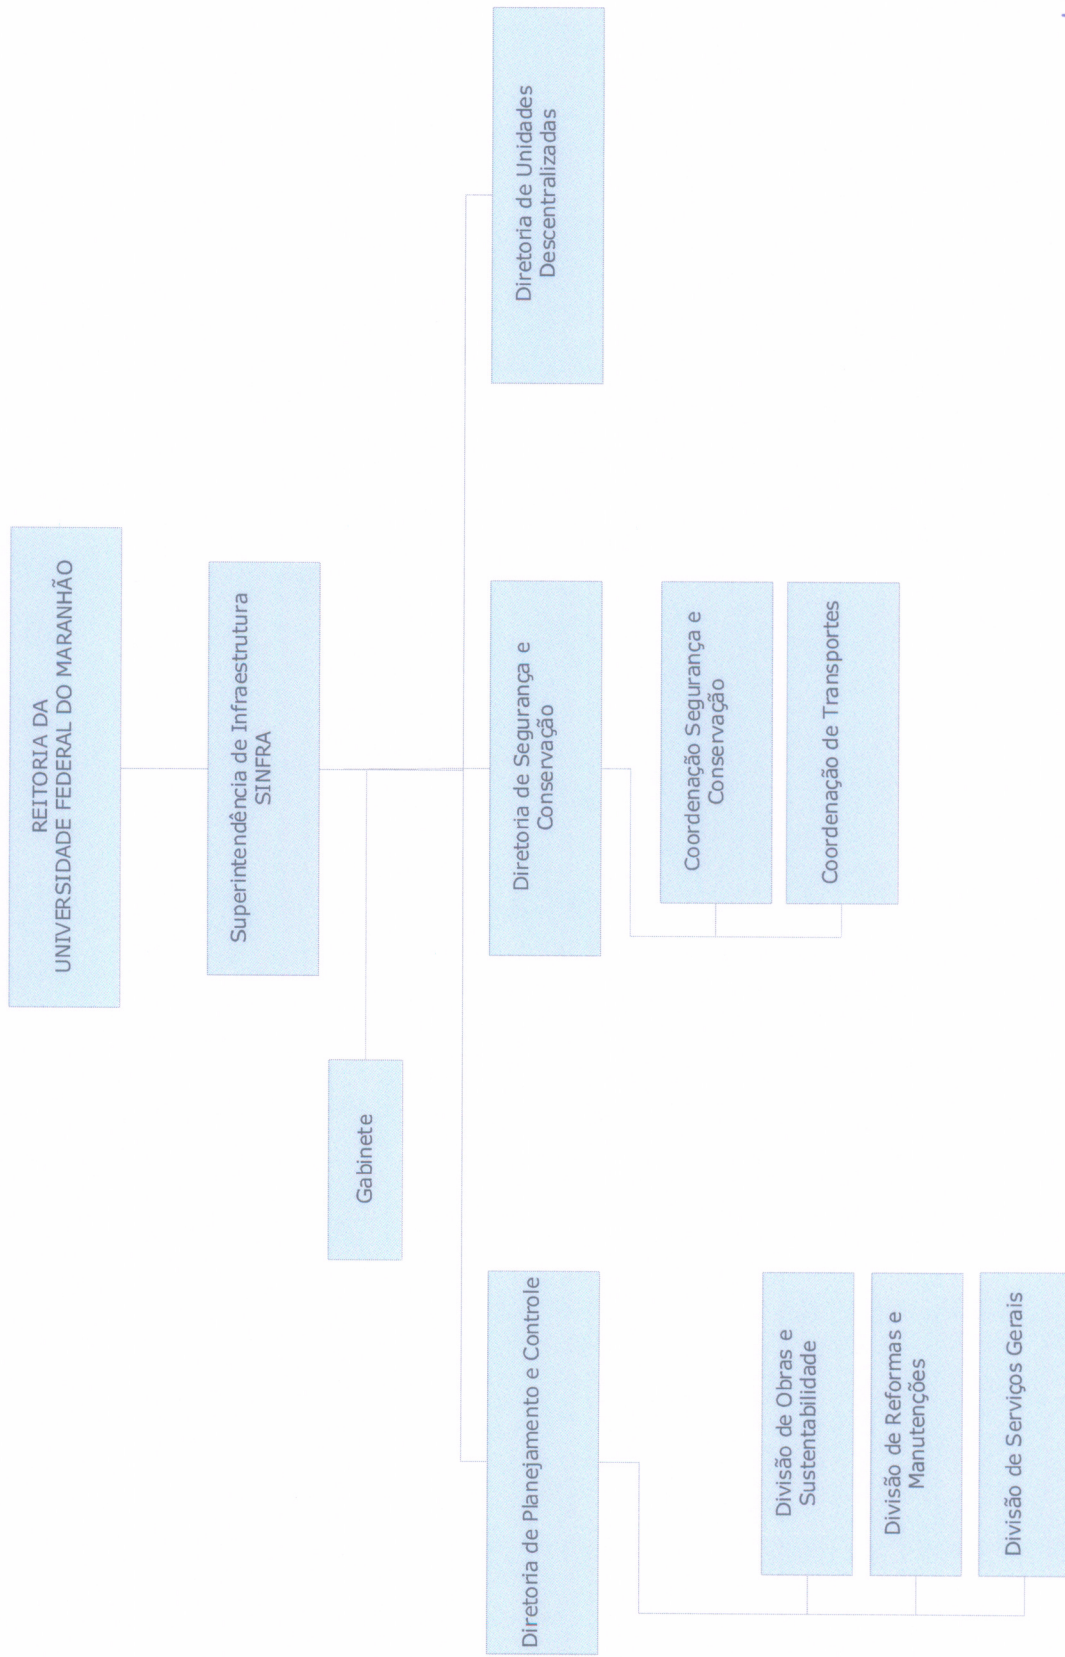 REITORIA DA
UNIVERSIDADE FEDERAL DO MARANHÃO
Superintendência de Infraestrutura
SINFRA
Gabinete
Diretoria de Planejamento e Controle
Diretoria de Segurança e
Conservação
Diretoria de Unidades
Descentralizadas
Divisão de Obras e
Sustentabilidade
Divisão de Reformas e
Manutenções
Divisão de Serviços Gerais
Coordenação Segurança e
Conservação
Coordenação de Transportes